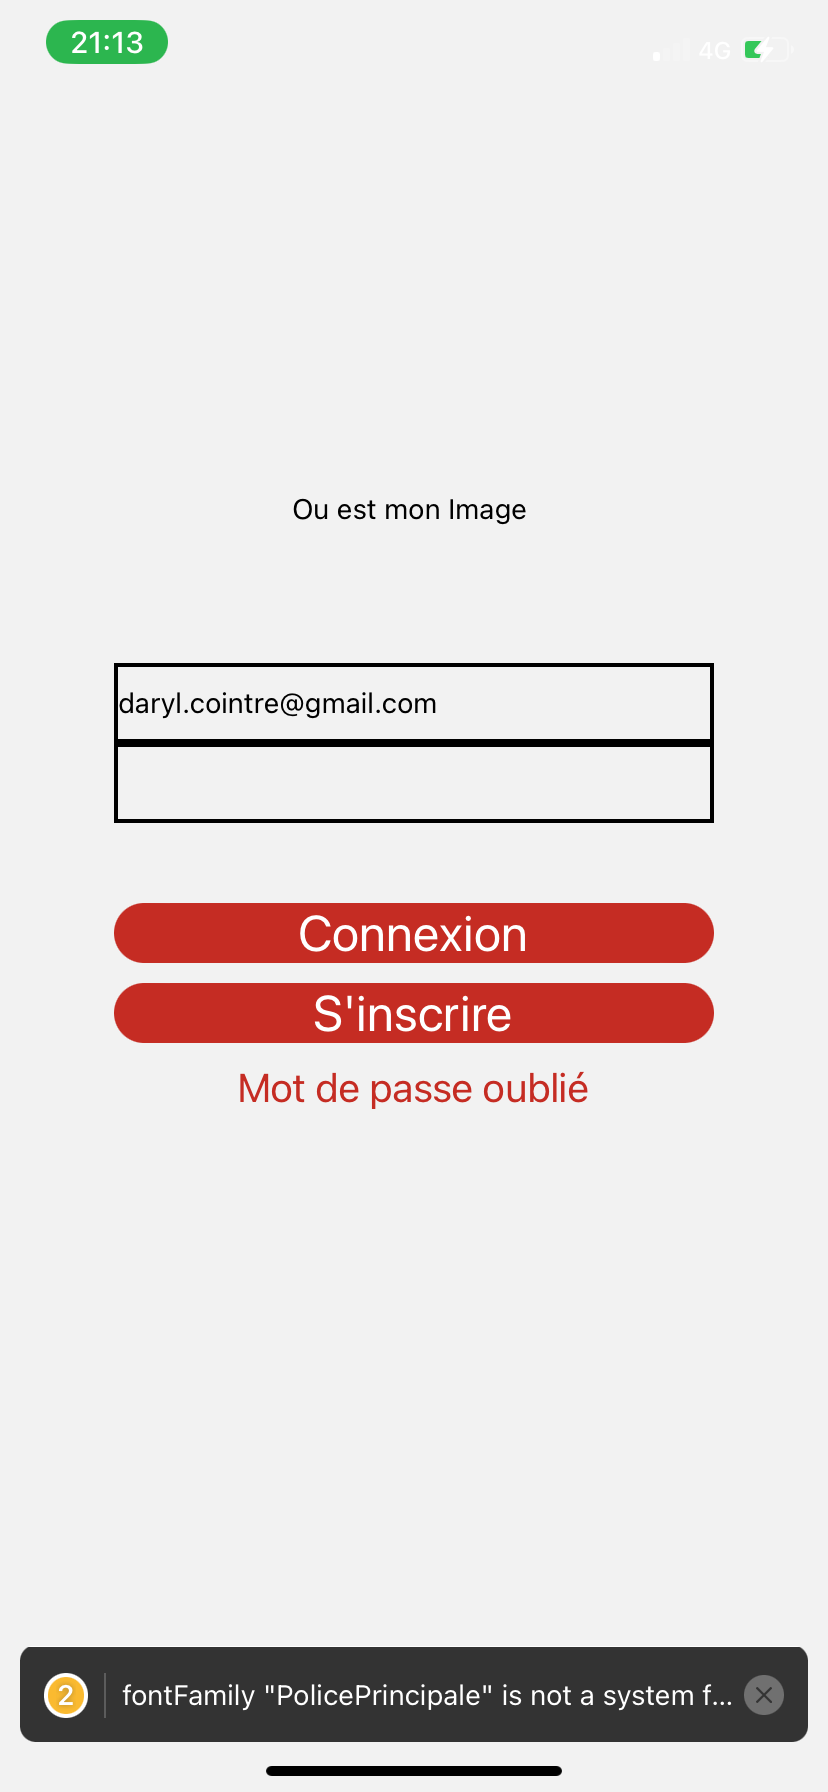 21:13
4G
Ou est mon Image
daryl.cointre@gmail.com
Connexion
S'inscrire
Mot de passe oublié
2
fontFamily "PolicePrincipale" is not a system f...